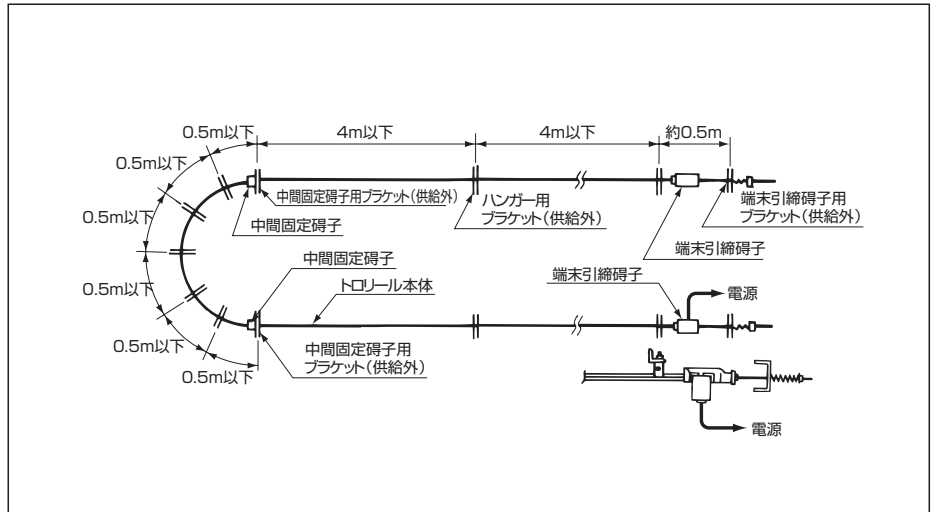 0.5m以下
4m以下
4m以下
約0.5m
0.5m以下
0.5m以下
中間固定碍子用ブラケット(供給外)
中間固定碍子
ハンガー用
ブラケット(供給外)
端末引締碍子用
ブラケット(供給外)
端末引締碍子
中間固定碍子
トロリール本体
端末引締碍子
電源
0.5m以下
0.5m以下
0.5m以下
中間固定碍子用
ブラケット(供給外)
電源